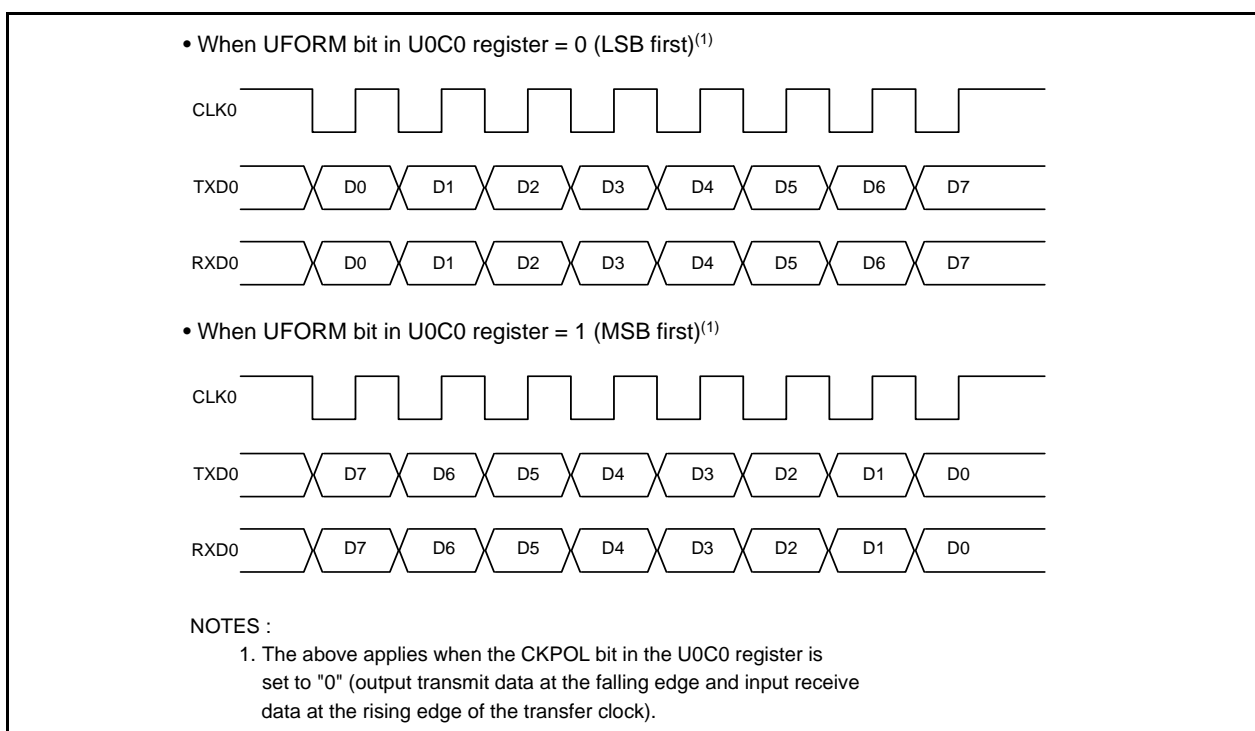 • When UFORM bit in U0C0 register = 0 (LSB first)(1)
CLK0
TXD0 D0 D1 D2 D3 D4 D5 D6 D7
RXD0 D0 D1 D2 D3 D4 D5 D6 D7
• When UFORM bit in U0C0 register = 1 (MSB first)(1)
CLK0
TXD0 D7 D6 D5 D4 D3 D2 D1 D0
RXD0 D7 D6 D5 D4 D3 D2 D1 D0
NOTES :
1. The above applies when the CKPOL bit in the U0C0 register is
set to "0" (output transmit data at the falling edge and input receive
data at the rising edge of the transfer clock).